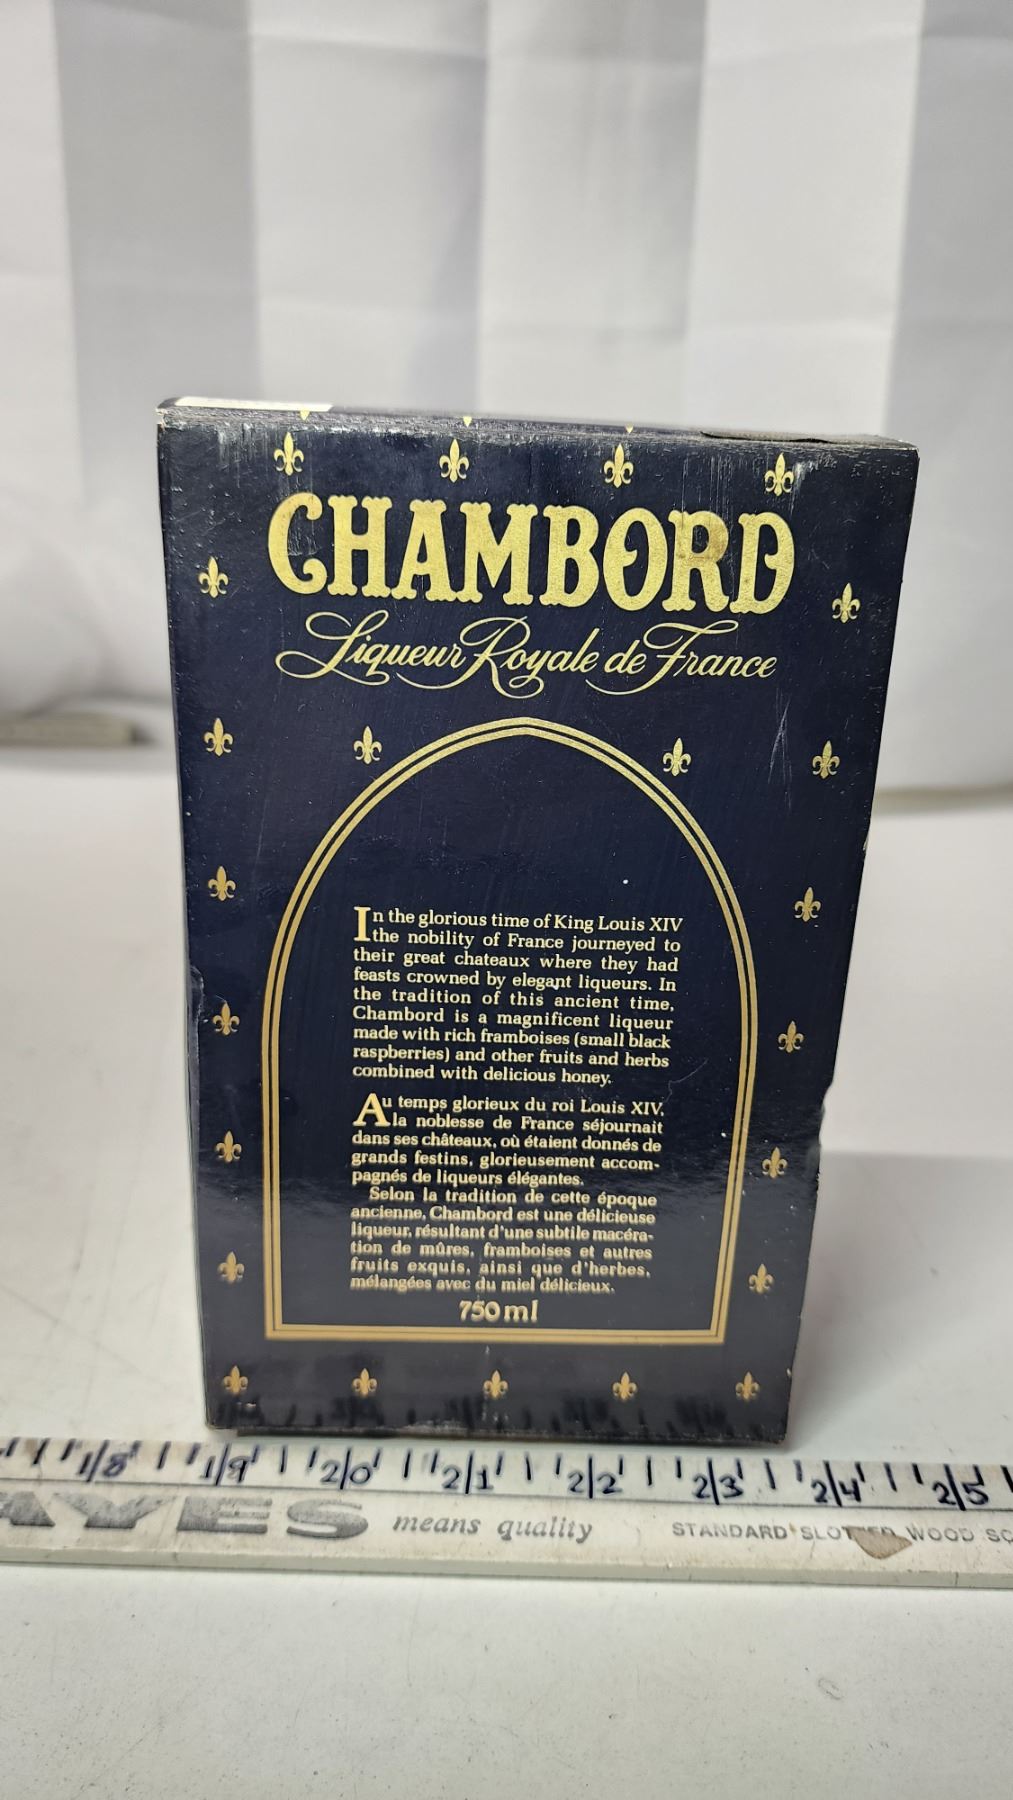 CHAMBORD
Liqueur Royale de France
In the glorious time of King Louis XIV
the nobility of France journeyed to
their great chateaux where they had
feasts crowned by elegant liqueurs. In
the tradition of this ancient time,
Chambord is a magnificent liqueur
made with rich framboises (small black
raspberries) and other fruits and herbs
combined with delicious honey.
Au temps glorieux du roi Louis XIV,
la noblesse de France séjournait
dans ses châteaux, où étaient donnés de
grands festins, glorieusement accom-
pagnés de liqueurs élégantes.
Selon la tradition de cette époque
ancienne, Chambord est une délicieuse
liqueur, résultant d'une subtile macéra-
tion de mûres, framboises et autres
fruits exquis, ainsi que d'herbes,
mélangées avec du miel délicieux.
750 ml
18 19 20 21 22 23 24 25
AYES means quality STANDARD SLOTTED WOOD SC